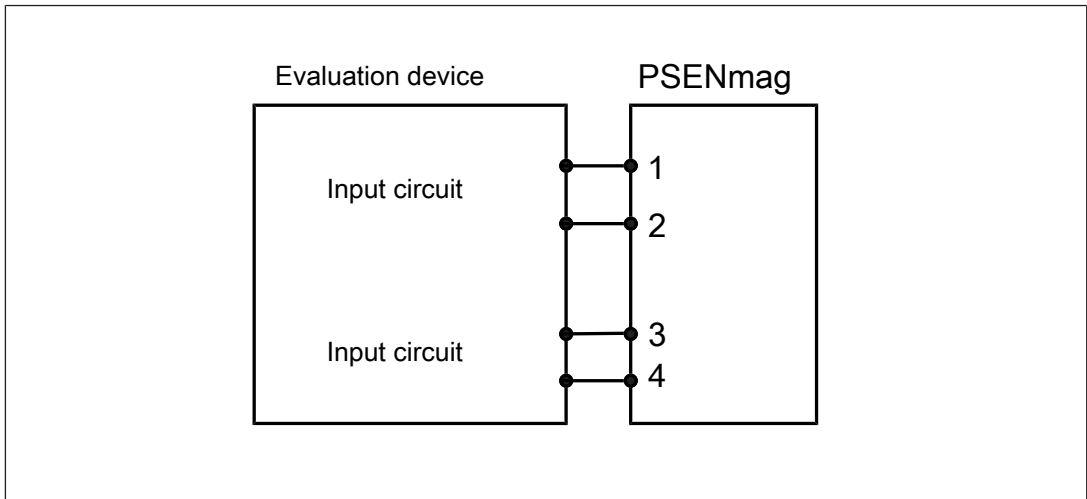 Evaluation device
PSENmag
Input circuit
1
2
Input circuit
3
4